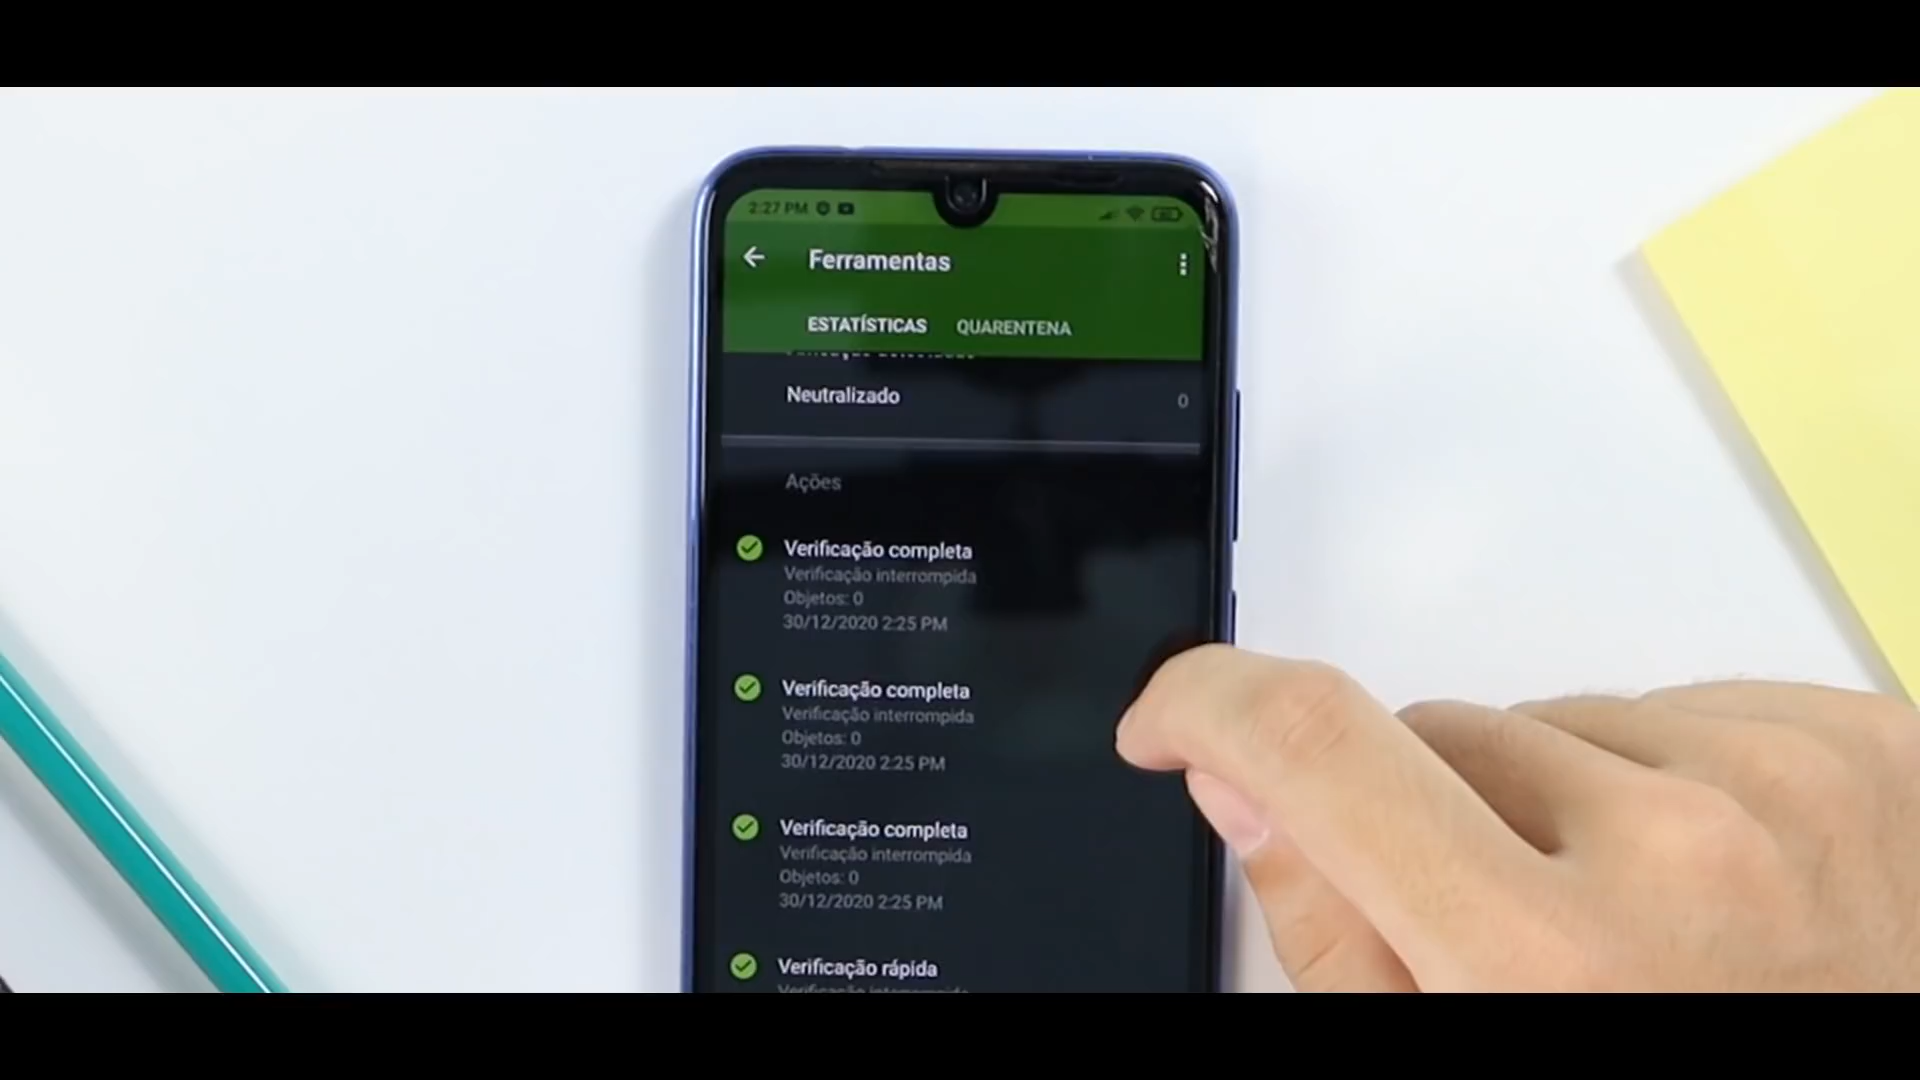 2:27 PM
Ferramentas
ESTATÍSTICAS QUARENTENA
Neutralizado 0
Ações
Verificação completa
Verificação interrompida
Objetos: 0
30/12/2020 2:25 PM
Verificação completa
Verificação interrompida
Objetos: 0
30/12/2020 2:25 PM
Verificação completa
Verificação interrompida
Objetos: 0
30/12/2020 2:25 PM
Verificação rápida